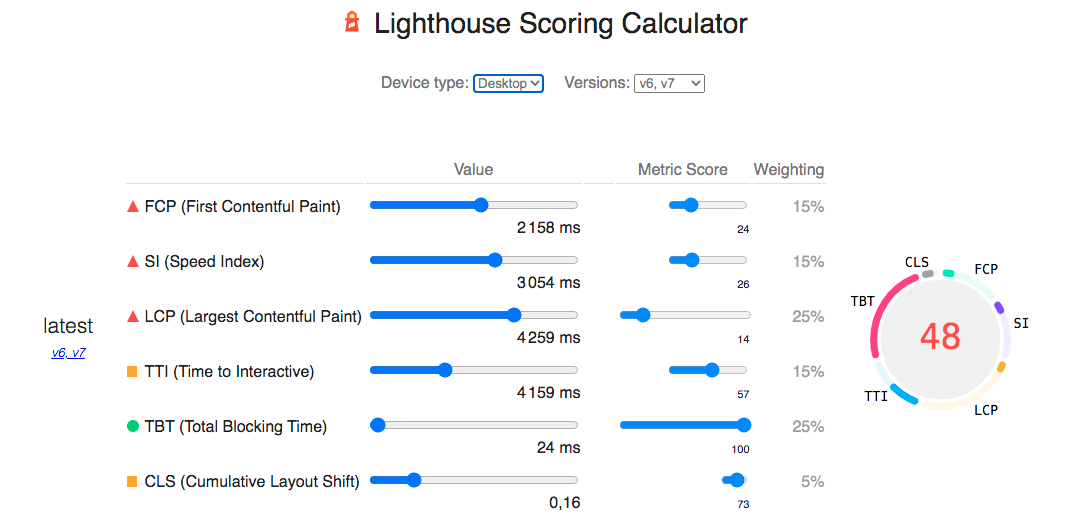 Lighthouse Scoring Calculator
Device type: Desktop Versions: v6, v7
Value Metric Score Weighting
FCP (First Contentful Paint) 15%
2 158 ms 24
SI (Speed Index) 15%
3 054 ms 26
LCP (Largest Contentful Paint) 25%
4 259 ms 14
TTI (Time to Interactive) 15%
4 159 ms 57
TBT (Total Blocking Time) 25%
24 ms 100
CLS (Cumulative Layout Shift) 5%
0,16 73
latest
v6, v7
CLS
FCP
TBT
SI
48
TTI
LCP